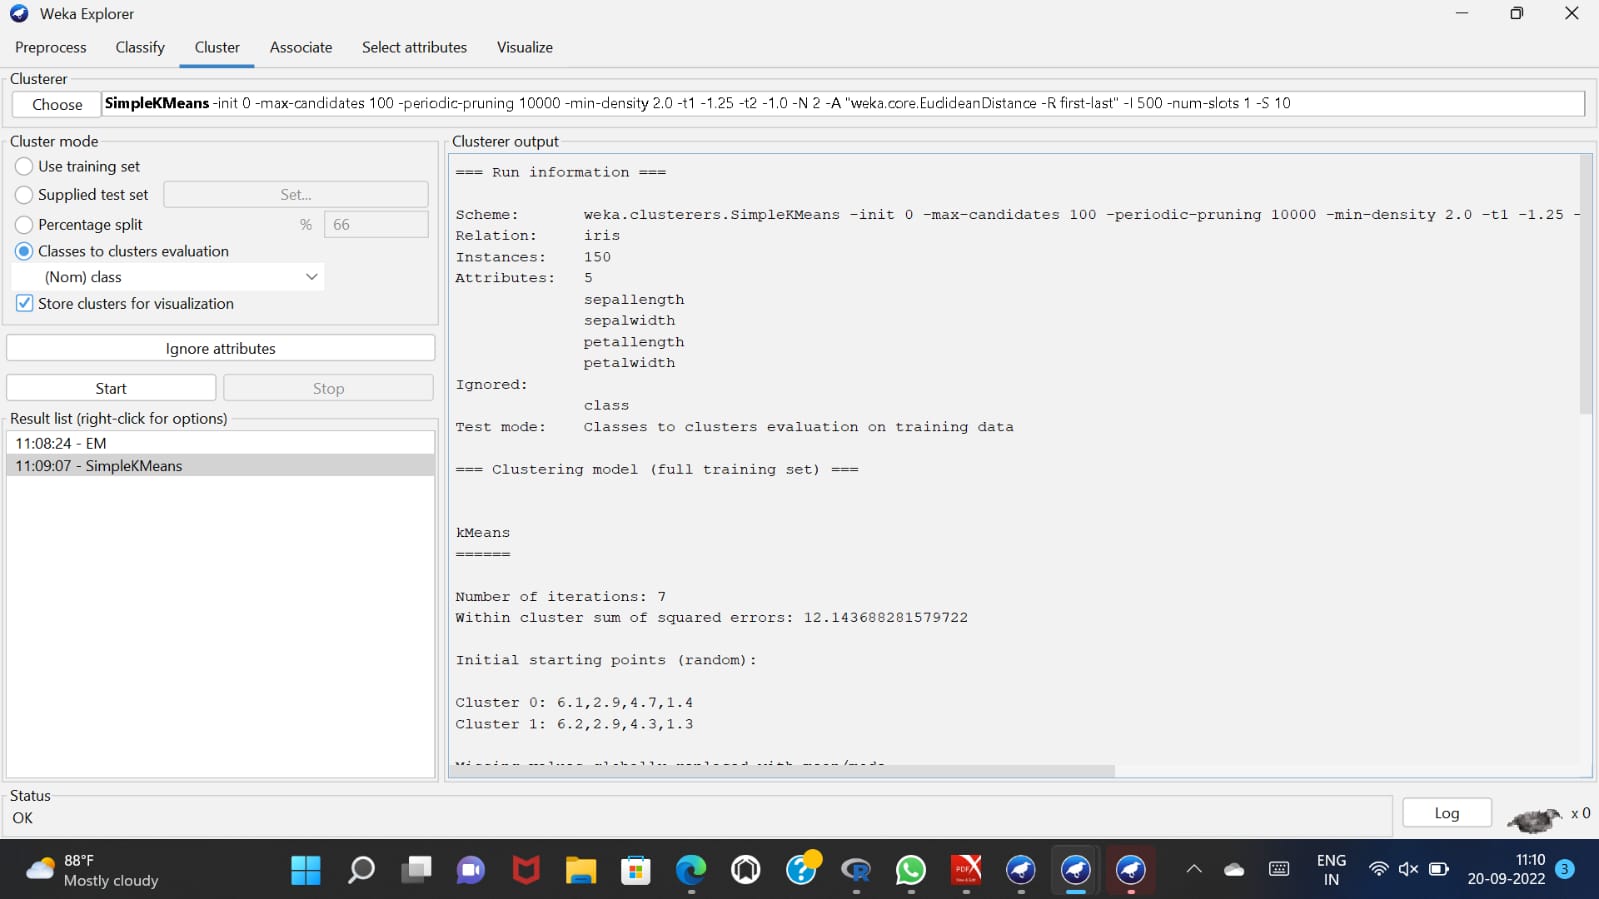 Weka Explorer
Preprocess Classify Cluster Associate Select attributes Visualize
Clusterer
Choose SimpleKMeans -init 0 -max-candidates 100 -periodic-pruning 10000 -min-density 2.0 -t1 -1.25 -t2 -1.0 -N 2 -A "weka.core.EuclideanDistance -R first-last" -I 500 -num-slots 1 -S 10
Cluster mode
Use training set
Supplied test set Set...
Percentage split % 66
Classes to clusters evaluation
(Nom) class
Store clusters for visualization
Ignore attributes
Start Stop
Result list (right-click for options)
11:08:24 - EM
11:09:07 - SimpleKMeans
Clusterer output
=== Run information ===
Scheme: weka.clusterers.SimpleKMeans -init 0 -max-candidates 100 -periodic-pruning 10000 -min-density 2.0 -t1 -1.25 -
Relation: iris
Instances: 150
Attributes: 5
sepallength
sepalwidth
petallength
petalwidth
Ignored:
class
Test mode: Classes to clusters evaluation on training data
=== Clustering model (full training set) ===
kMeans
======
Number of iterations: 7
Within cluster sum of squared errors: 12.143688281579722
Initial starting points (random):
Cluster 0: 6.1,2.9,4.7,1.4
Cluster 1: 6.2,2.9,4.3,1.3
Missing values globally replaced with mean/mode
Status
OK
Log x 0
88°F
Mostly cloudy
PDFX
R
ENG
IN
11:10
20-09-2022
3